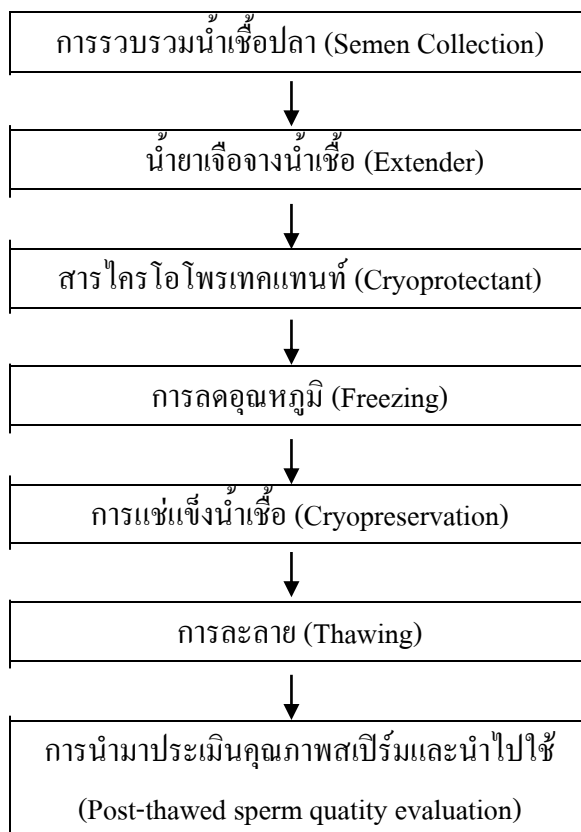 การรวบรวมน้ำเชื้อปลา (Semen Collection)
น้ำยาเจือจางน้ำเชื้อ (Extender)
สารไครโอโพรเทคแทนท์ (Cryoprotectant)
การลดอุณหภูมิ (Freezing)
การแช่แข็งน้ำเชื้อ (Cryopreservation)
การละลาย (Thawing)
การนำมาประเมินคุณภาพสเปิร์มและนำไปใช้
(Post-thawed sperm quatity evaluation)